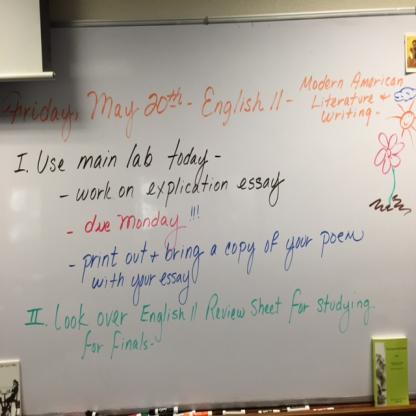 Friday, May 20th - English 11 - Modern American
Literature +
Writing -
I. Use main lab today -
- work on explication essay
- due Monday!!!
- print out + bring a copy of your poem
with your essay
II. Look over English 11 Review Sheet for studying
for finals -